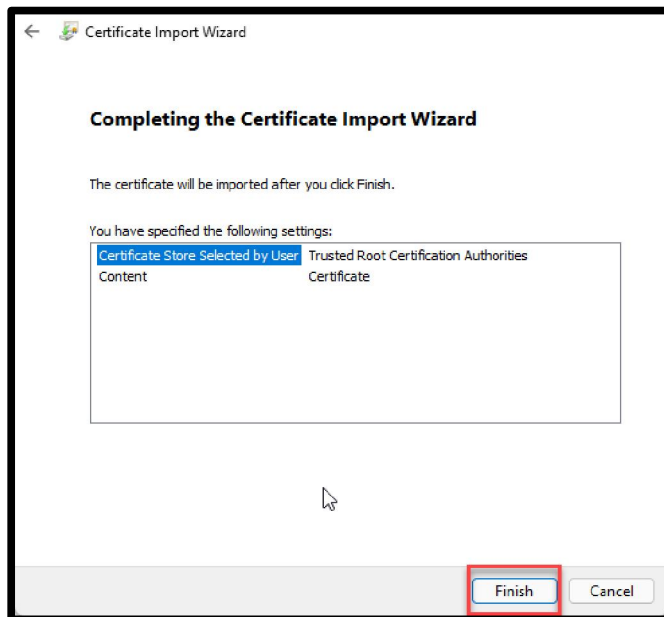 Certificate Import Wizard
Completing the Certificate Import Wizard
The certificate will be imported after you click Finish.
You have specified the following settings:
Certificate Store Selected by User Trusted Root Certification Authorities
Content Certificate
Finish Cancel